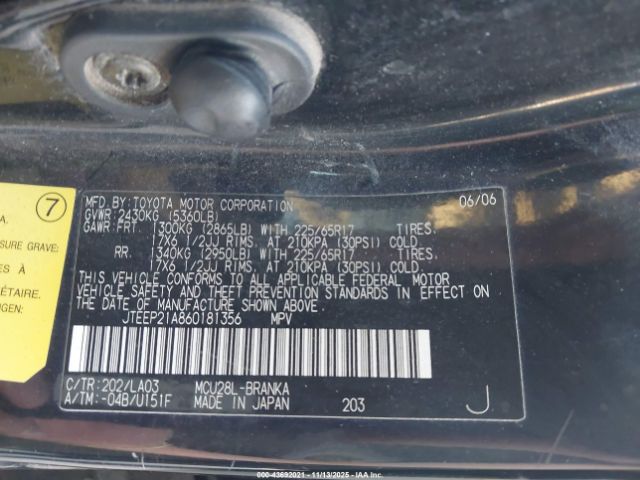 7
A.
SURE GRAVE:
ES À
ÉTAIRE.
NGEN:
MFD. BY: TOYOTA MOTOR CORPORATION 06/06
GVWR: 2430KG (5360LB)
GAWR: FRT. 1300KG (2865LB) WITH 225/65R17 TIRES.
17X6 1/2JJ RIMS. AT 210KPA (30PSI) COLD
RR. 1340KG (2950LB) WITH 225/65R17 TIRES.
17X6 1/2JJ RIMS. AT 210KPA (30PSI) COLD
THIS VEHICLE CONFORMS TO ALL APPLICABLE FEDERAL MOTOR
VEHICLE SAFETY AND THEFT PREVENTION STANDARDS IN EFFECT ON
THE DATE OF MANUFACTURE SHOWN ABOVE.
JTEEP21A860181356 MPV
C/TR: 202/LA03 MCU28L-BRANKA
A/TM: -04B/U151F MADE IN JAPAN 203 J
000-43692021 - 11/13/2025 - IAA Inc.